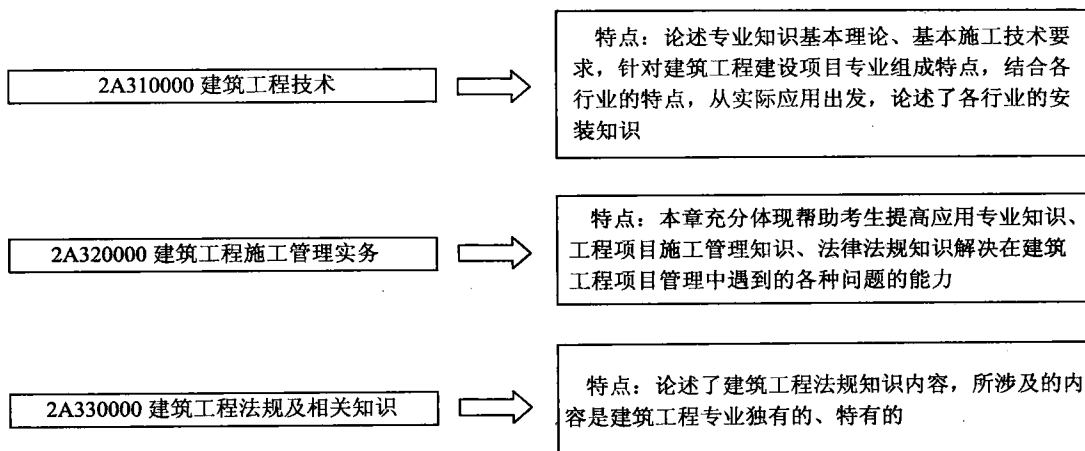 特点：论述专业知识基本理论、基本施工技术要
求，针对建筑工程建设项目专业组成特点，结合各
2A310000 建筑工程技术
行业的特点，从实际应用出发，论述了各行业的安
装知识
特点：本章充分体现帮助考生提高应用专业知识、
2A320000 建筑工程施工管理实务
工程项目施工管理知识、法律法规知识解决在建筑
工程项目管理中遇到的各种问题的能力
特点：论述了建筑工程法规知识内容，所涉及的内
2A330000 建筑工程法规及相关知识
容是建筑工程专业独有的、特有的